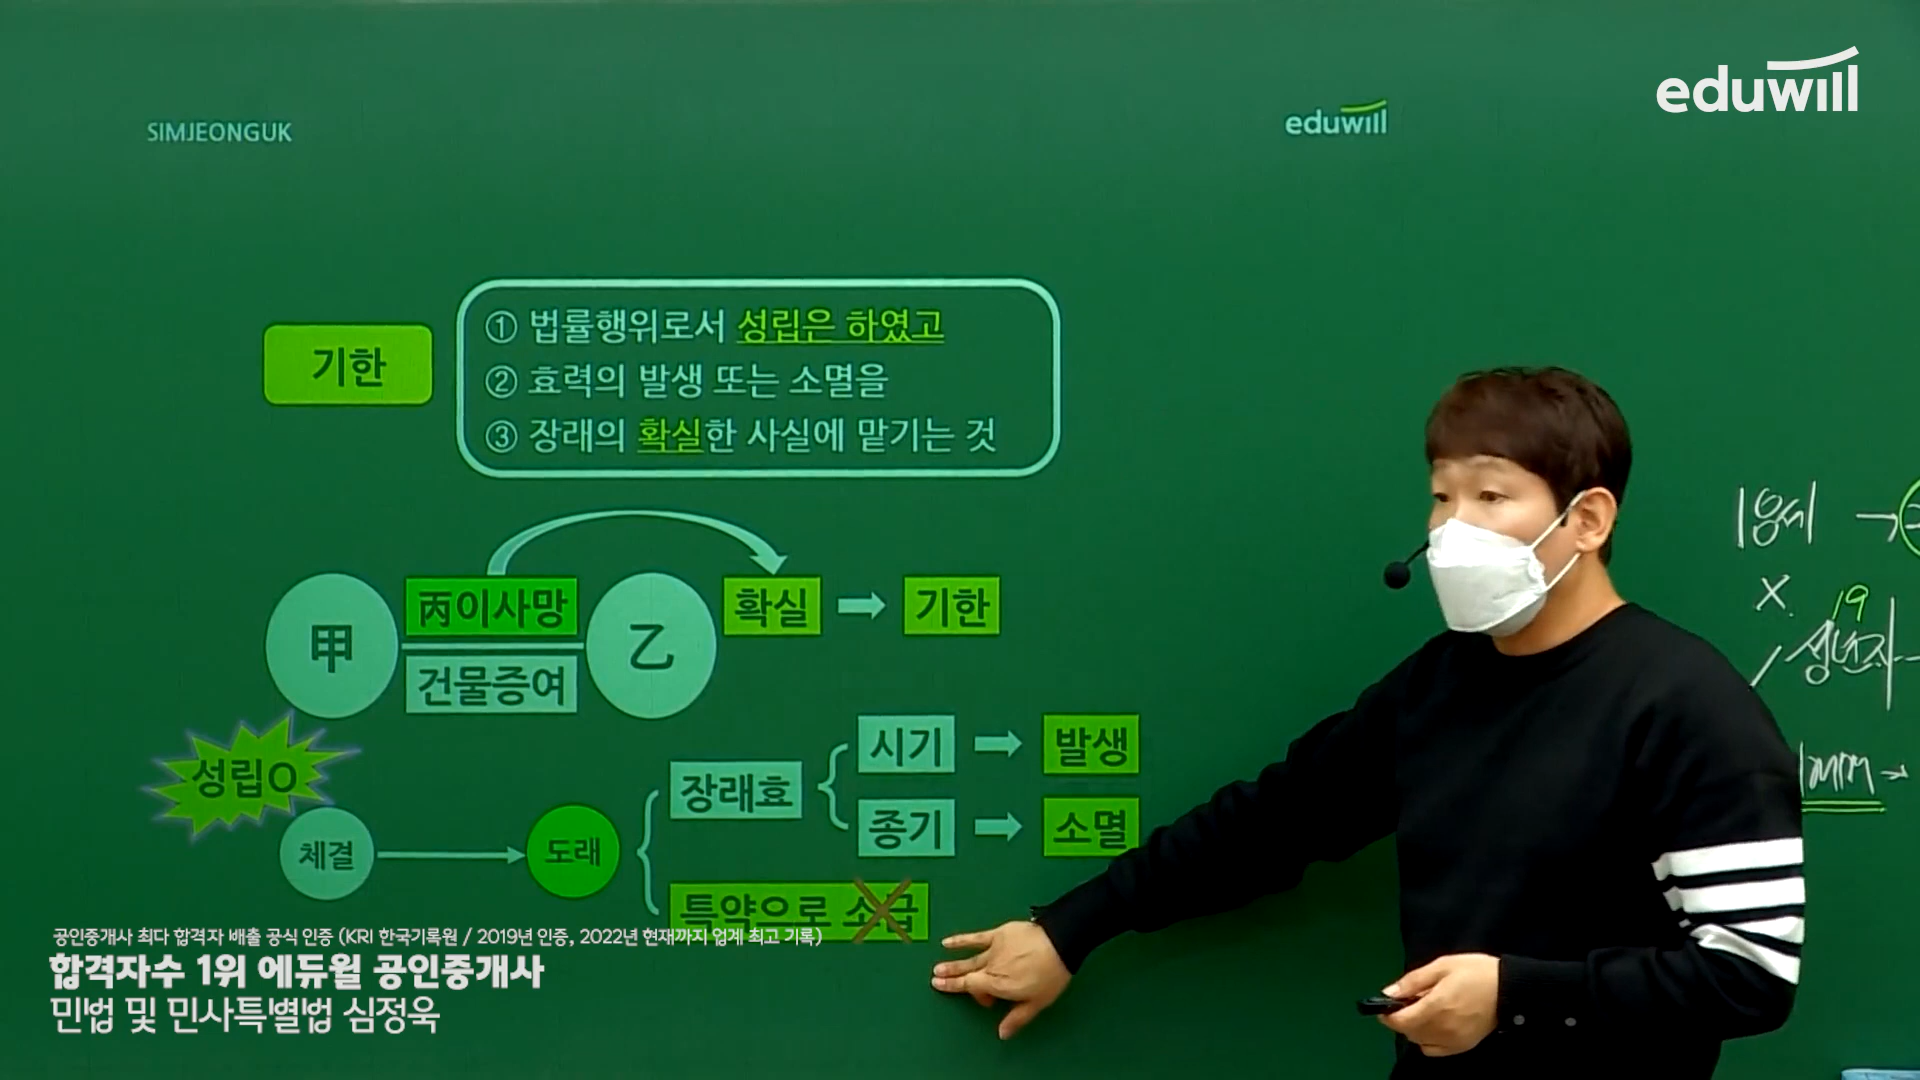 eduwill
SIMJEONGUK
eduwill
기한
① 법률행위로서 성립은 하였고
② 효력의 발생 또는 소멸을
③ 장래의 확실한 사실에 맡기는 것
甲
丙이사망
건물증여
乙
확실
기한
성립O
체결
도래
장래효
시기
발생
종기
소멸
특약으로 소급
18세 →
X
19
성년자
공인중개사 최다 합격자 배출 공식 인증 (KRI 한국기록원 / 2019년 인증, 2022년 현재까지 업계 최고 기록)
합격자수 1위 에듀윌 공인중개사
민법 및 민사특별법 심정욱